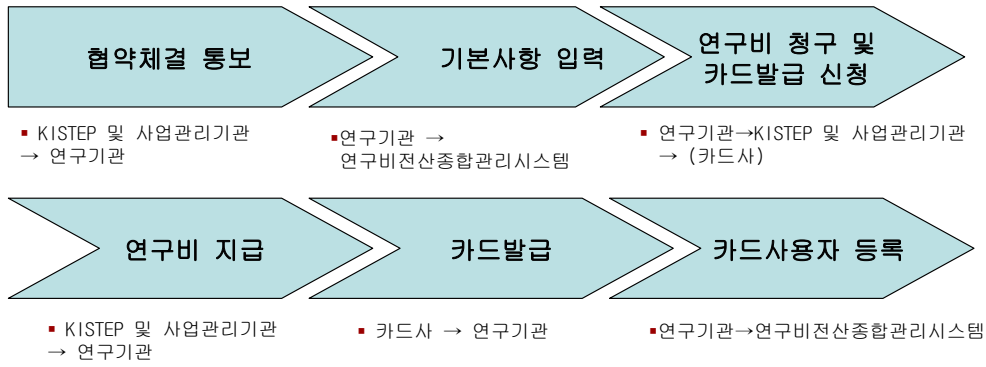 협약체결 통보
기본사항 입력
연구비 청구 및
카드발급 신청
▪ KISTEP 및 사업관리기관
→ 연구기관
▪연구기관 →
연구비전산종합관리시스템
▪ 연구기관→KISTEP 및 사업관리기관
→ (카드사)
연구비 지급
카드발급
카드사용자 등록
▪ KISTEP 및 사업관리기관
→ 연구기관
▪ 카드사 → 연구기관
▪연구기관→연구비전산종합관리시스템